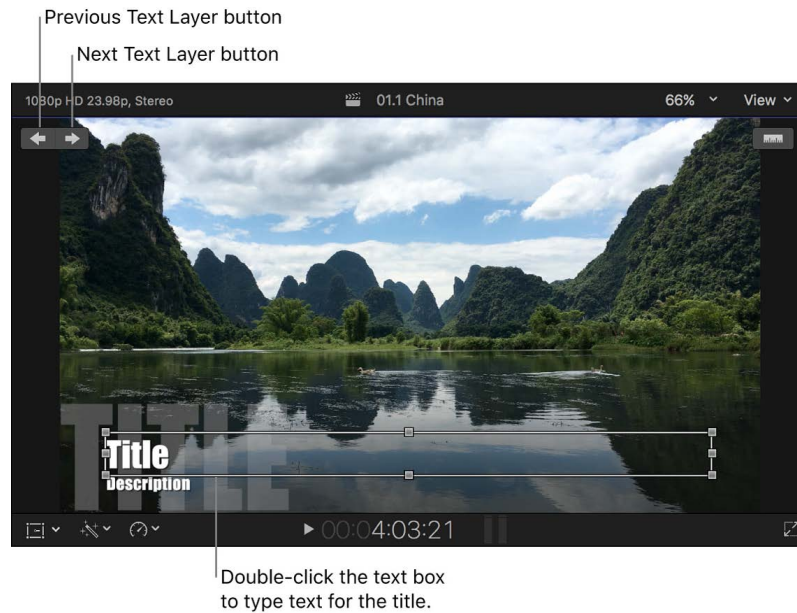 Previous Text Layer button
Next Text Layer button
1080p HD 23.98p, Stereo
01.1 China
66%
View
TITLE
Title
Description
00:04:03:21
Double-click the text box
to type text for the title.